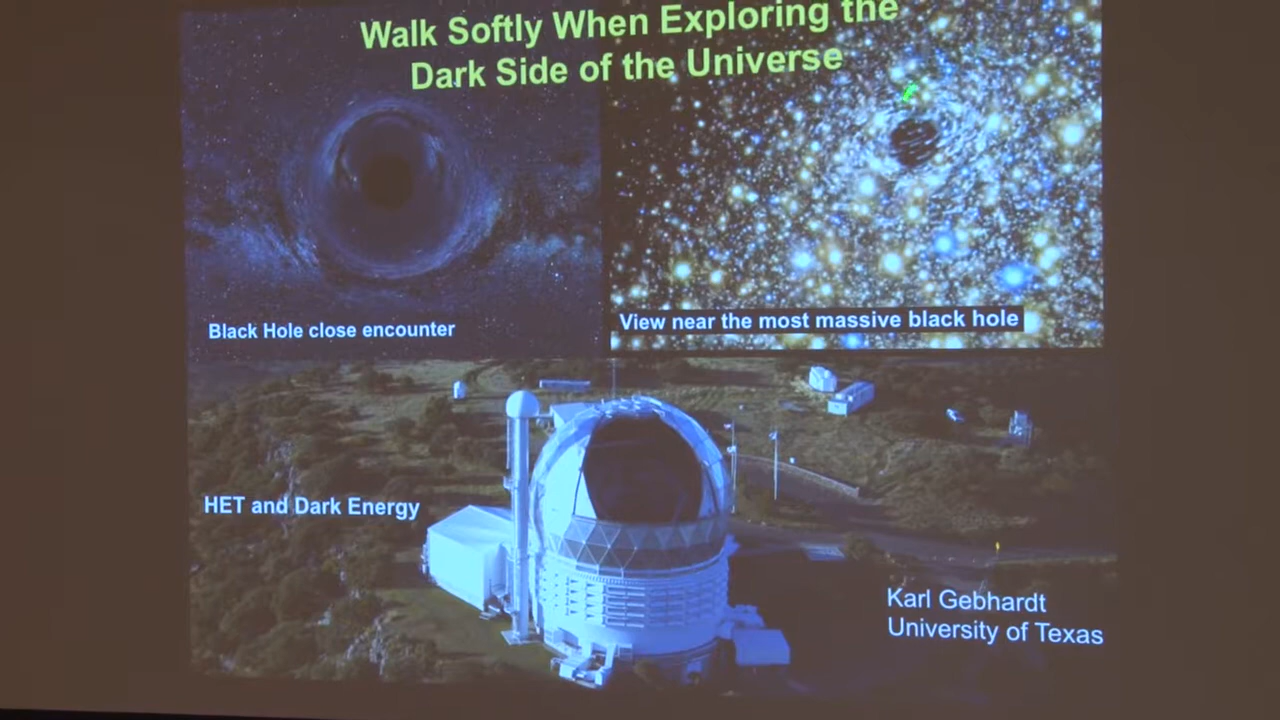 Walk Softly When Exploring the
Dark Side of the Universe
Black Hole close encounter
View near the most massive black hole
HET and Dark Energy
Karl Gebhardt
University of Texas